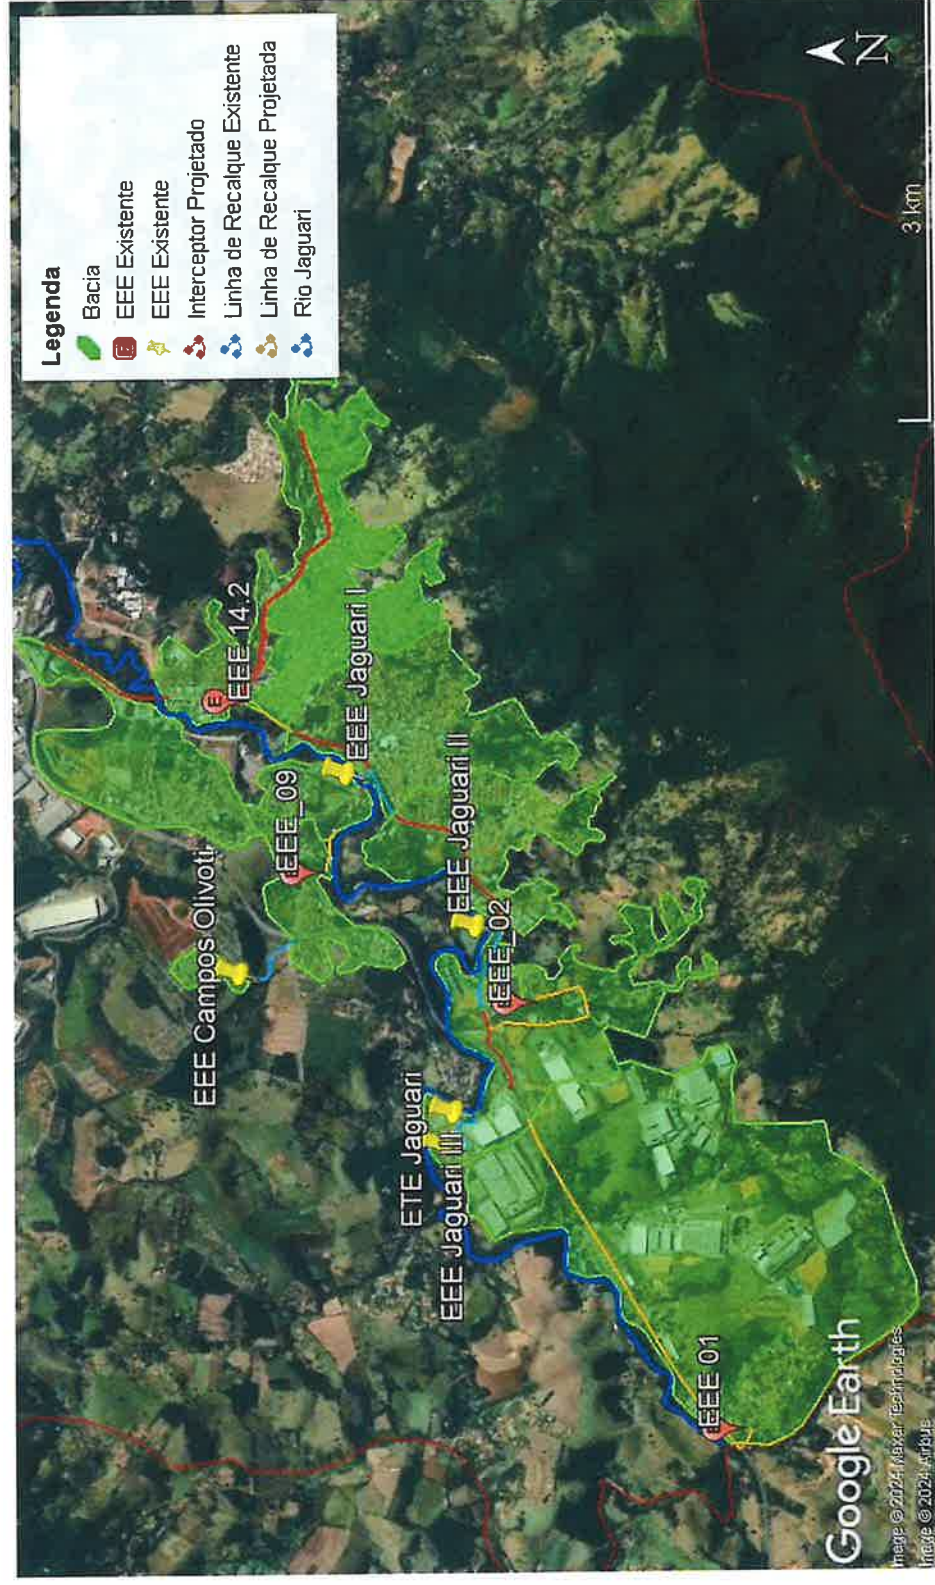 Legenda
Bacia
EEE Existente
EEE Existente
Interceptor Projetado
Linha de Recalque Existente
Linha de Recalque Projetada
Rio Jaguari
EEE Campos Olivoti
EEE_09
EEE 14.2
E
EEE Jaguari I
ETE Jaguari
EEE Jaguari III
EEE Jaguari II
EEE_02
EEE 01
Google Earth
Image © 2024 Maxar Technologies
Image © 2024 Airbus
N
3 km